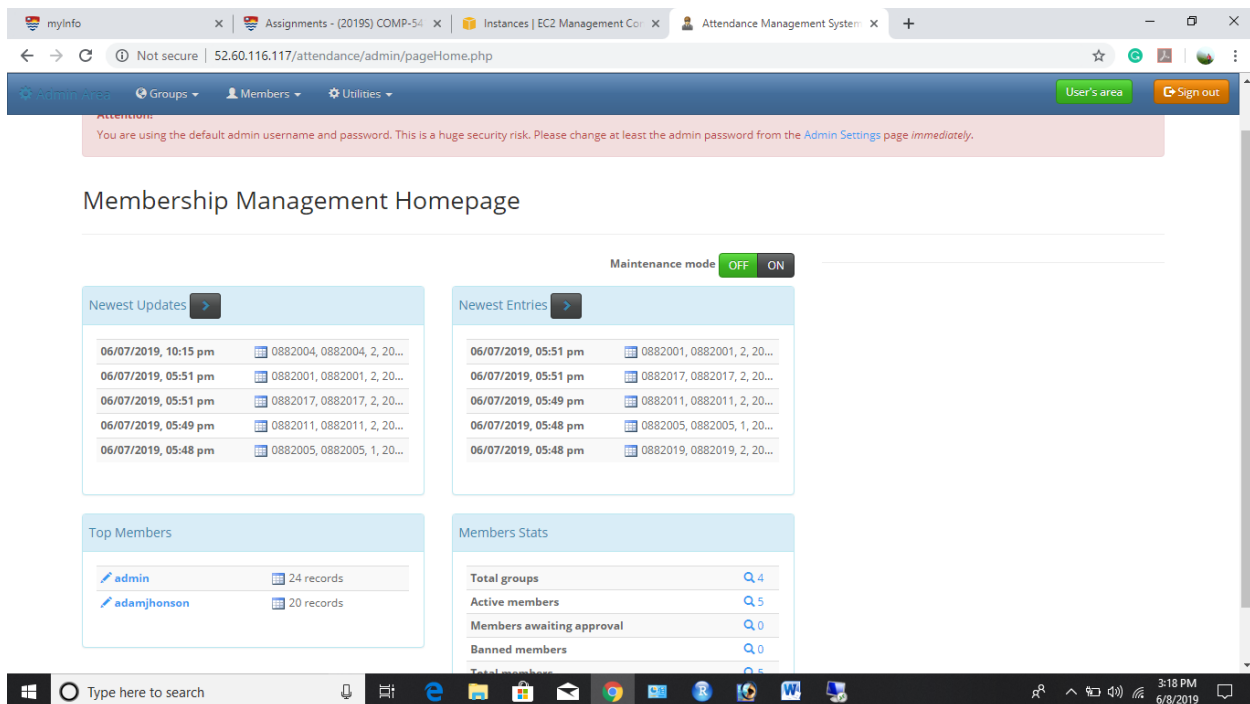 myInfo
Assignments - (2019S) COMP-54
Instances | EC2 Management Con
Attendance Management System
Not secure | 52.60.116.117/attendance/admin/pageHome.php
Admin Area Groups Members Utilities User's area Sign out
Attention!
You are using the default admin username and password. This is a huge security risk. Please change at least the admin password from the Admin Settings page immediately.
Membership Management Homepage
Maintenance mode OFF ON
Newest Updates
06/07/2019, 10:15 pm 0882004, 0882004, 2, 20...
06/07/2019, 05:51 pm 0882001, 0882001, 2, 20...
06/07/2019, 05:51 pm 0882017, 0882017, 2, 20...
06/07/2019, 05:49 pm 0882011, 0882011, 2, 20...
06/07/2019, 05:48 pm 0882005, 0882005, 1, 20...
Newest Entries
06/07/2019, 05:51 pm 0882001, 0882001, 2, 20...
06/07/2019, 05:51 pm 0882017, 0882017, 2, 20...
06/07/2019, 05:49 pm 0882011, 0882011, 2, 20...
06/07/2019, 05:48 pm 0882005, 0882005, 1, 20...
06/07/2019, 05:48 pm 0882019, 0882019, 2, 20...
Top Members
admin 24 records
adamjhonson 20 records
Members Stats
Total groups 4
Active members 5
Members awaiting approval 0
Banned members 0
Total members 5
Type here to search
3:18 PM
6/8/2019